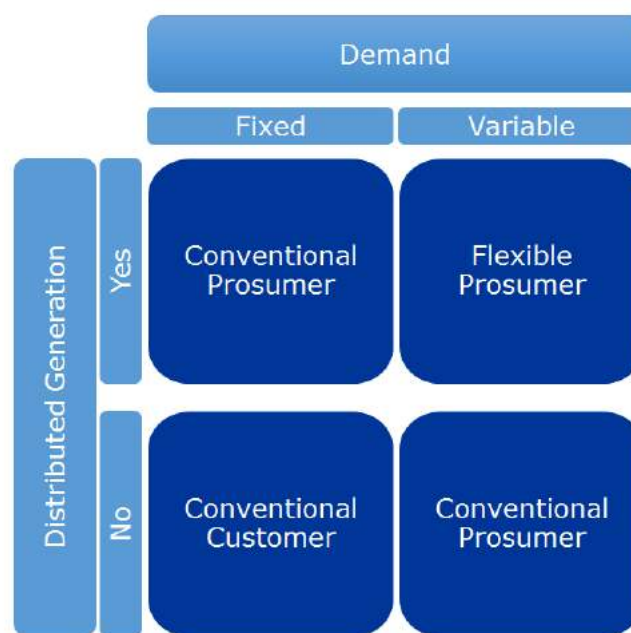 Demand
Fixed
Variable
Distributed Generation
Yes
Conventional
Prosumer
Flexible
Prosumer
No
Conventional
Customer
Conventional
Prosumer